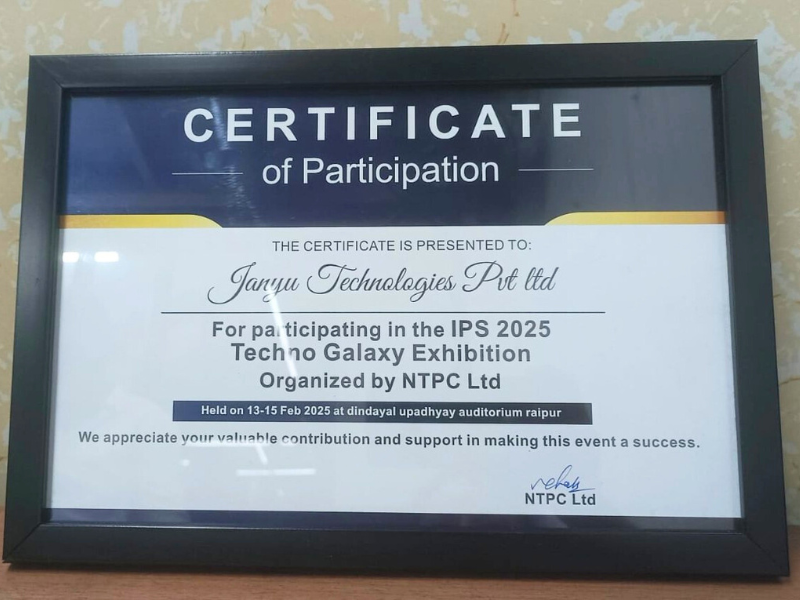 CERTIFICATE
of Participation
THE CERTIFICATE IS PRESENTED TO:
Janyu Technologies Pvt ltd
For participating in the IPS 2025
Techno Galaxy Exhibition
Organized by NTPC Ltd
Held on 13-15 Feb 2025 at dindayal upadhyay auditorium raipur
We appreciate your valuable contribution and support in making this event a success.
NTPC Ltd